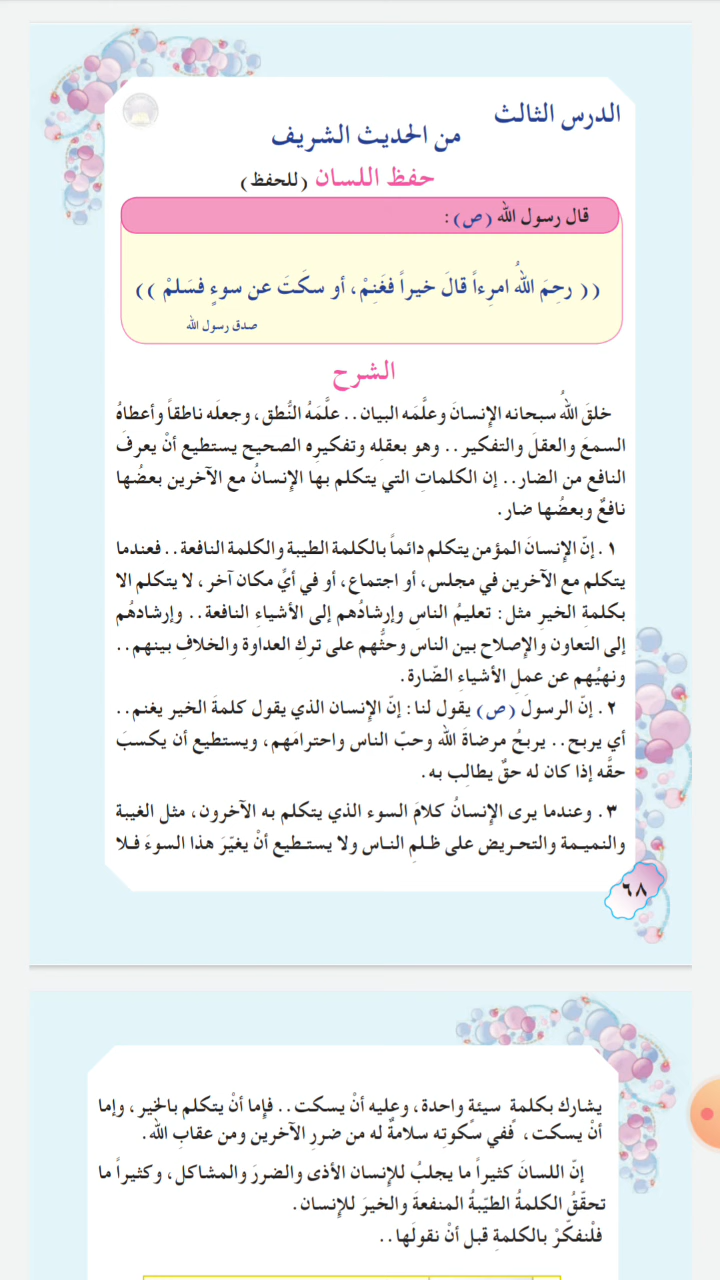 الدرس الثالث
من الحديث الشريف
حفظ اللسان (للحفظ)
قال رسول الله (ص) :
(( رحِمَ اللهُ امرِءاً قالَ خيراً فغَنِمْ، أو سكَتَ عن سوءٍ فسَلمْ ))
صدق رسول الله
الشرح
خلقَ اللهُ سبحانه الإنسانَ وعلَّمَه البيان.. علَّمَهُ النُّطق، وجعلَه ناطقاً وأعطاهُ
السمعَ والعقلَ والتفكير.. وهو بعقلِه وتفكيرِه الصحيح يستطيع أنْ يعرفَ
النافع من الضار.. إن الكلماتِ التي يتكلم بها الإنسانُ مع الآخرين بعضُها
نافعٌ وبعضُها ضار.
١. إنّ الإنسانَ المؤمن يتكلم دائماً بالكلمة الطيبة والكلمة النافعة.. فعندما
يتكلم مع الآخرين في مجلس، أو اجتماع، أو في أيِّ مكان آخر، لا يتكلم الا
بكلمةِ الخيرِ مثل: تعليمُ الناسِ وإرشادُهم إلى الأشياءِ النافعة.. وإرشادهُم
إلى التعاون والإصلاح بين الناس وحثُّهم على تركِ العداوة والخلافِ بينهم..
ونهيُهم عن عملِ الأشياءِ الضّارة.
٢. إنّ الرسولَ (ص) يقول لنا: إنّ الإنسان الذي يقول كلمةَ الخير يغنم..
أي يربح.. يربحُ مرضاةَ الله وحبّ الناس واحترامَهم، ويستطيع أن يكسبَ
حقَّه إذا كان له حقٌ يطالب به.
٣. وعندما يرى الإنسانُ كلامَ السوء الذي يتكلم به الآخرون، مثل الغيبة
والنميمة والتحريض على ظلمِ الناس ولا يستطيع أنْ يغيّرَ هذا السوءَ فلا
٦٨
يشارك بكلمةٍ سيئةٍ واحدة، وعليه أنْ يسكت.. فإما أنْ يتكلم بالخير، وإما
أنْ يسكت، ففي سكوتِه سلامةٌ له من ضررِ الآخرين ومن عقابِ الله.
إنّ اللسانَ كثيراً ما يجلبُ للإنسان الأذى والضررَ والمشاكل، وكثيراً ما
تحقّقُ الكلمةُ الطيّبةُ المنفعةَ والخيرَ للإنسان.
فلْنفكّرْ بالكلمةِ قبل أنْ نقولَها..